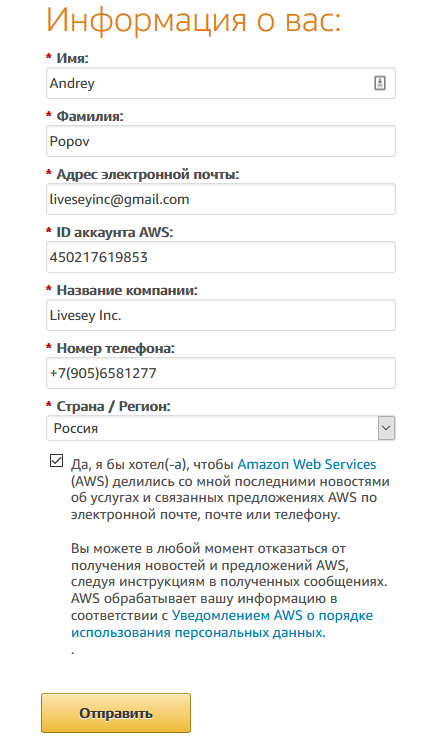 Информация о вас:
* Имя:
Andrey
* Фамилия:
Popov
* Адрес электронной почты:
liveseyinc@gmail.com
* ID аккаунта AWS:
450217619853
* Название компании:
Livesey Inc.
* Номер телефона:
+7(905)6581277
* Страна / Регион:
Россия
Да, я бы хотел(-а), чтобы Amazon Web Services
(AWS) делились со мной последними новостями
об услугах и связанных предложениях AWS по
электронной почте, почте или телефону.
Вы можете в любой момент отказаться от
получения новостей и предложений AWS,
следуя инструкциям в полученных сообщениях.
AWS обрабатывает вашу информацию в
соответствии с Уведомлением AWS о порядке
использования персональных данных.
.
Отправить